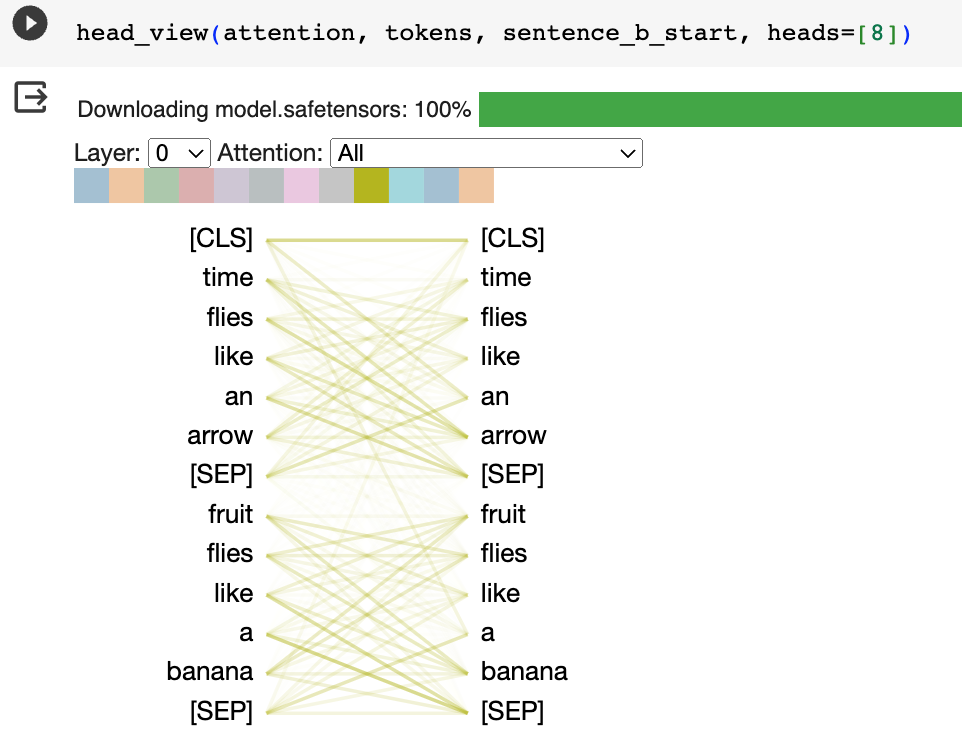 head_view(attention, tokens, sentence_b_start, heads=[8])
Downloading model.safetensors: 100%
Layer: 0 Attention: All
[CLS] [CLS]
time time
flies flies
like like
an an
arrow arrow
[SEP] [SEP]
fruit fruit
flies flies
like like
a a
banana banana
[SEP] [SEP]